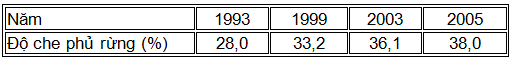 Năm 1993 1999 2003 2005
Độ che phủ rừng (%) 28,0 33,2 36,1 38,0